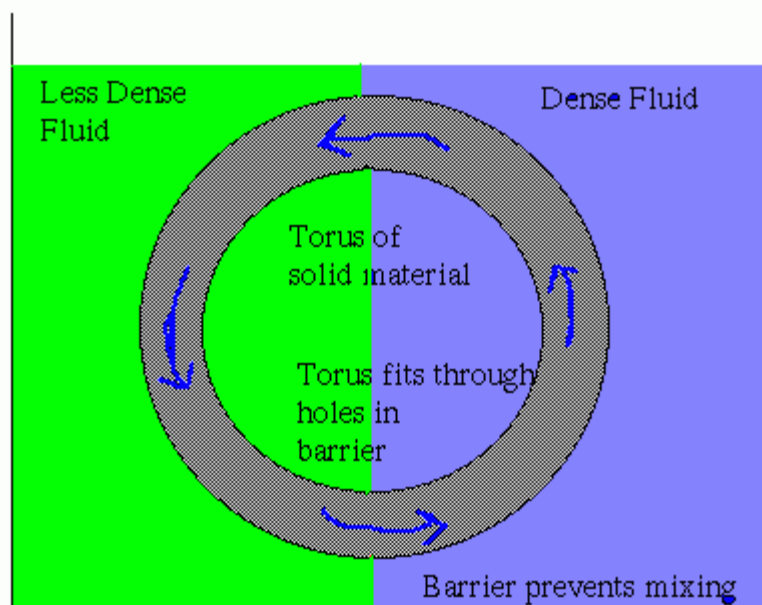 Less Dense
Fluid
Dense Fluid
Torus of
solid material
Torus fits through
holes in
barrier
Barrier prevents mixing